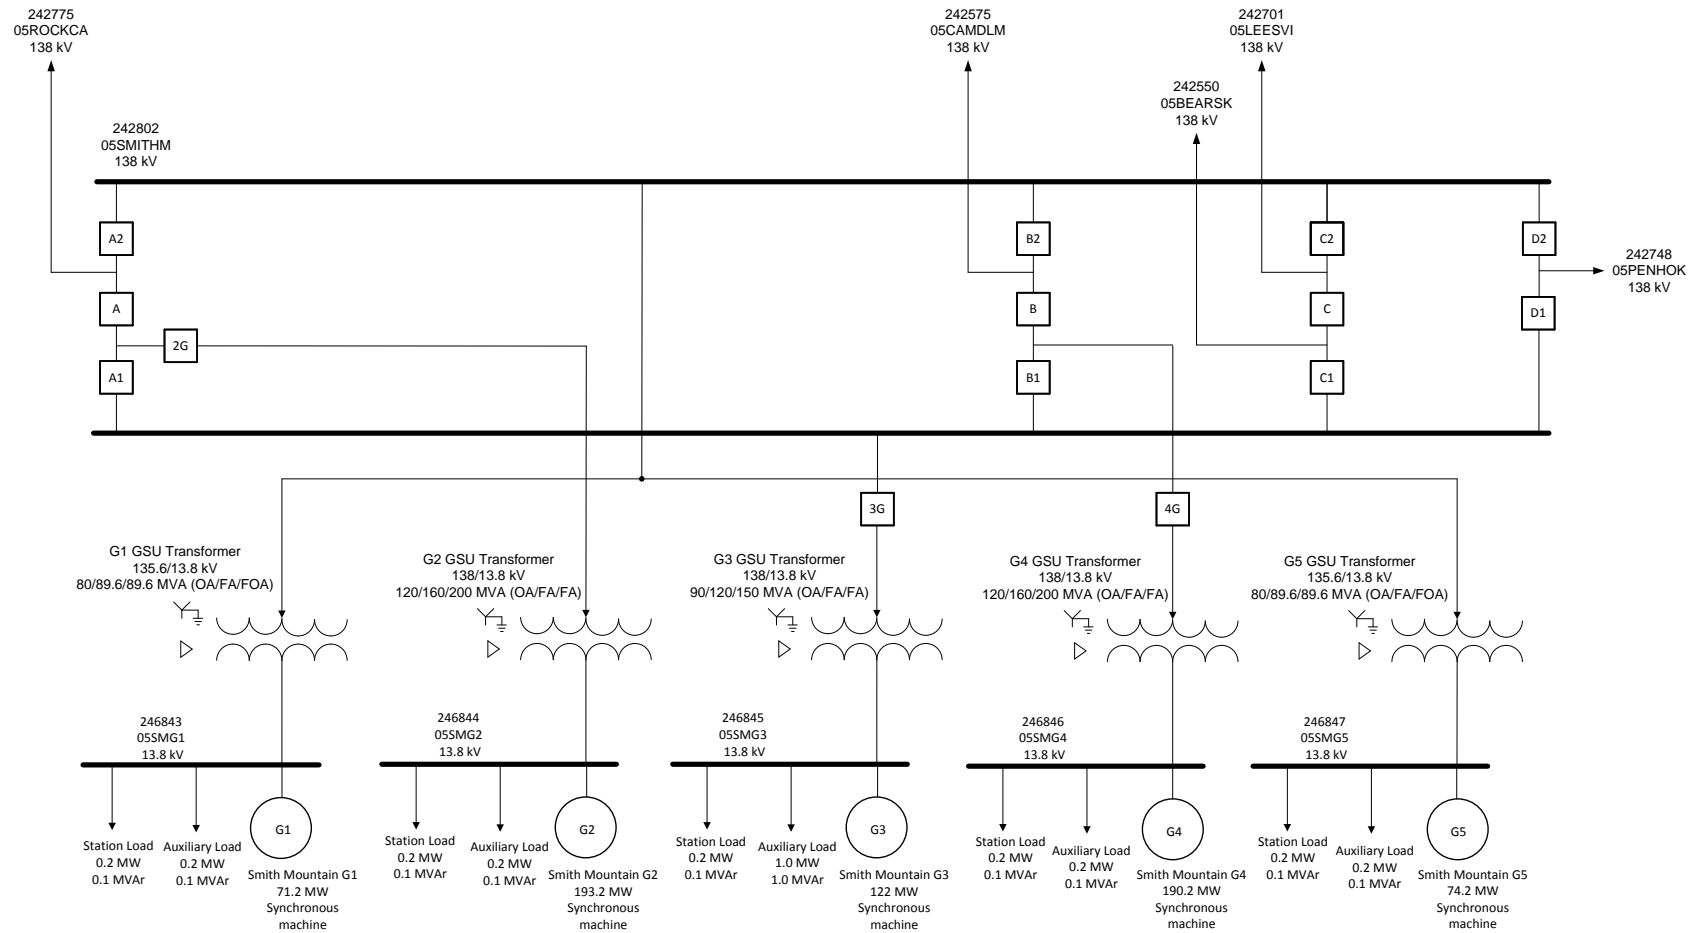 242775
05ROCKCA
138 kV
242575
05CAMDLM
138 kV
242701
05LEESVI
138 kV
242550
05BEARSK
138 kV
242802
05SMITHM
138 kV
A2
B2
C2
D2
242748
05PENHOK
138 kV
A
B
C
D1
2G
A1
B1
C1
3G
4G
G1 GSU Transformer
135.6/13.8 kV
80/89.6/89.6 MVA (OA/FA/FOA)
G2 GSU Transformer
138/13.8 kV
120/160/200 MVA (OA/FA/FA)
G3 GSU Transformer
138/13.8 kV
90/120/150 MVA (OA/FA/FA)
G4 GSU Transformer
138/13.8 kV
120/160/200 MVA (OA/FA/FA)
G5 GSU Transformer
135.6/13.8 kV
80/89.6/89.6 MVA (OA/FA/FOA)
246843
05SMG1
13.8 kV
246844
05SMG2
13.8 kV
246845
05SMG3
13.8 kV
246846
05SMG4
13.8 kV
246847
05SMG5
13.8 kV
Station Load
0.2 MW
0.1 MVAr
Auxiliary Load
0.2 MW
0.1 MVAr
G1
Smith Mountain G1
71.2 MW
Synchronous
machine
Station Load
0.2 MW
0.1 MVAr
Auxiliary Load
0.2 MW
0.1 MVAr
G2
Smith Mountain G2
193.2 MW
Synchronous
machine
Station Load
0.2 MW
0.1 MVAr
Auxiliary Load
1.0 MW
1.0 MVAr
G3
Smith Mountain G3
122 MW
Synchronous
machine
Station Load
0.2 MW
0.1 MVAr
Auxiliary Load
0.2 MW
0.1 MVAr
G4
Smith Mountain G4
190.2 MW
Synchronous
machine
Station Load
0.2 MW
0.1 MVAr
Auxiliary Load
0.2 MW
0.1 MVAr
G5
Smith Mountain G5
74.2 MW
Synchronous
machine